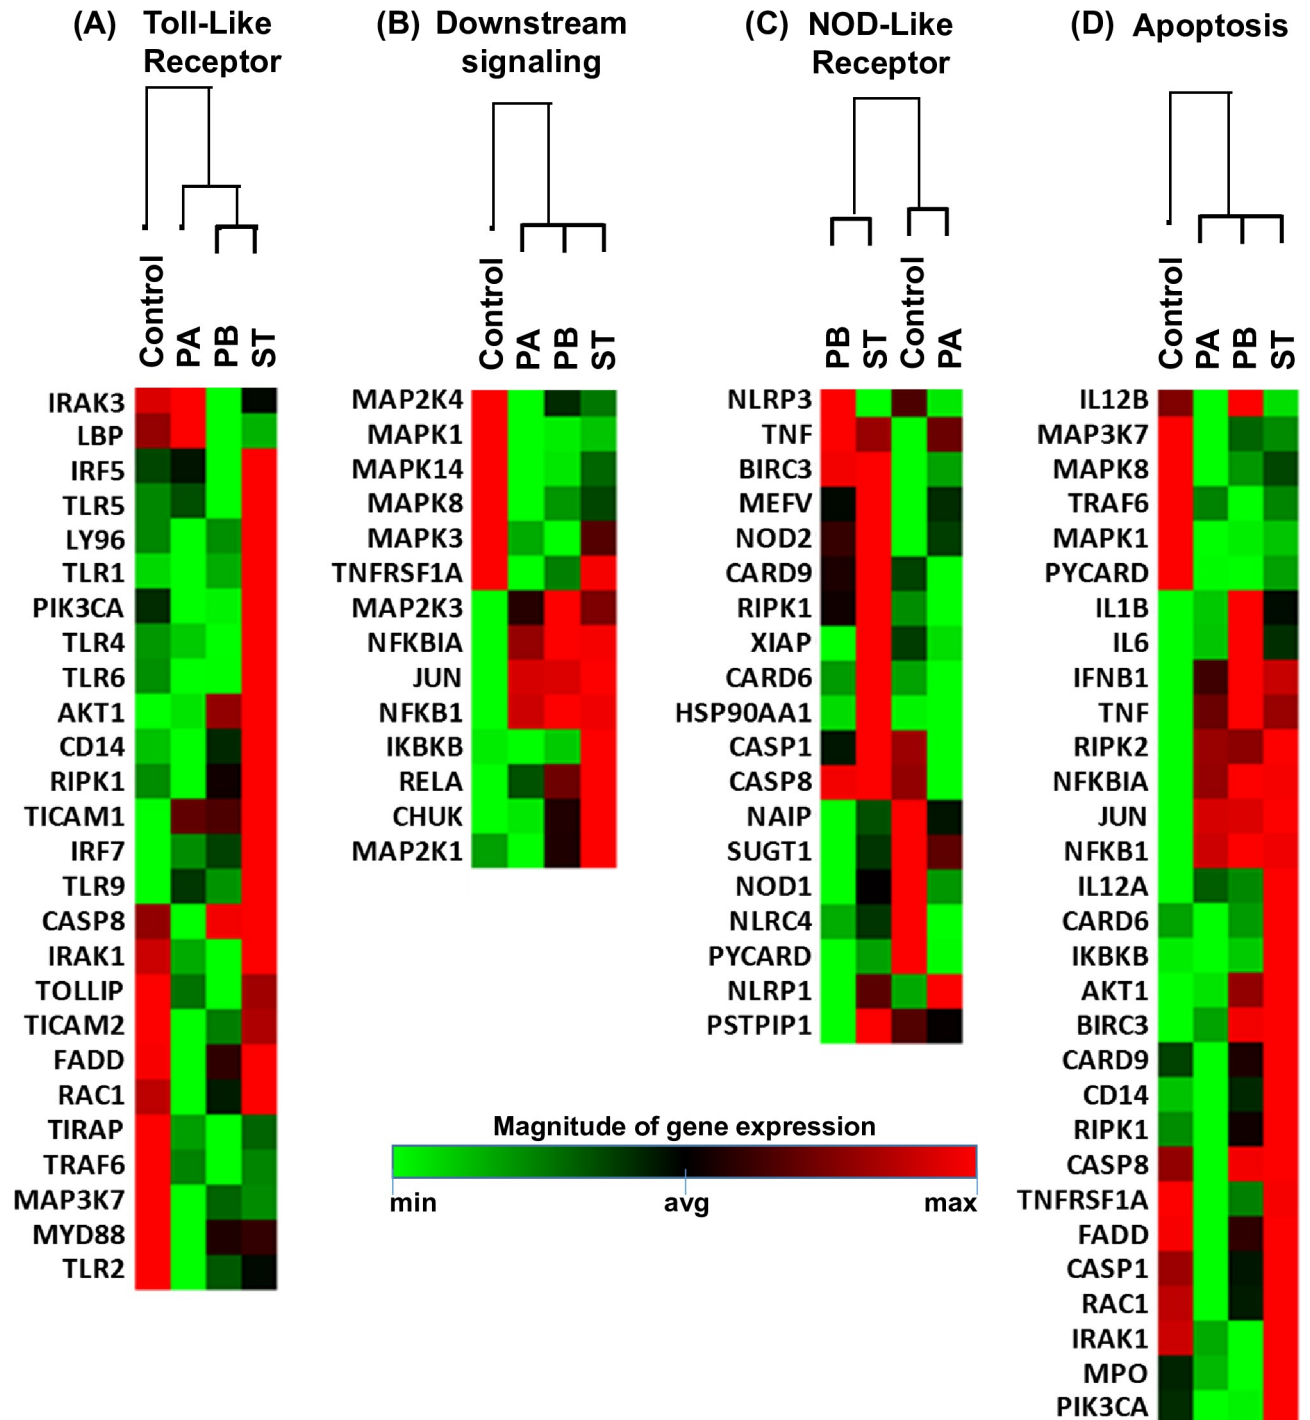 (A) Toll-Like
Receptor
Control
PA
PB
ST
IRAK3
LBP
IRF5
TLR5
LY96
TLR1
PIK3CA
TLR4
TLR6
AKT1
CD14
RIPK1
TICAM1
IRF7
TLR9
CASP8
IRAK1
TOLLIP
TICAM2
FADD
RAC1
TIRAP
TRAF6
MAP3K7
MYD88
TLR2
(B) Downstream
signaling
Control
PA
PB
ST
MAP2K4
MAPK1
MAPK14
MAPK8
MAPK3
TNFRSF1A
MAP2K3
NFKBIA
JUN
NFKB1
IKBKB
RELA
CHUK
MAP2K1
(C) NOD-Like
Receptor
PB
ST
Control
PA
NLRP3
TNF
BIRC3
MEFV
NOD2
CARD9
RIPK1
XIAP
CARD6
HSP90AA1
CASP1
CASP8
NAIP
SUGT1
NOD1
NLRC4
PYCARD
NLRP1
PSTPIP1
Magnitude of gene expression
min avg max
(D) Apoptosis
Control
PA
PB
ST
IL12B
MAP3K7
MAPK8
TRAF6
MAPK1
PYCARD
IL1B
IL6
IFNB1
TNF
RIPK2
NFKBIA
JUN
NFKB1
IL12A
CARD6
IKBKB
AKT1
BIRC3
CARD9
CD14
RIPK1
CASP8
TNFRSF1A
FADD
CASP1
RAC1
IRAK1
MPO
PIK3CA